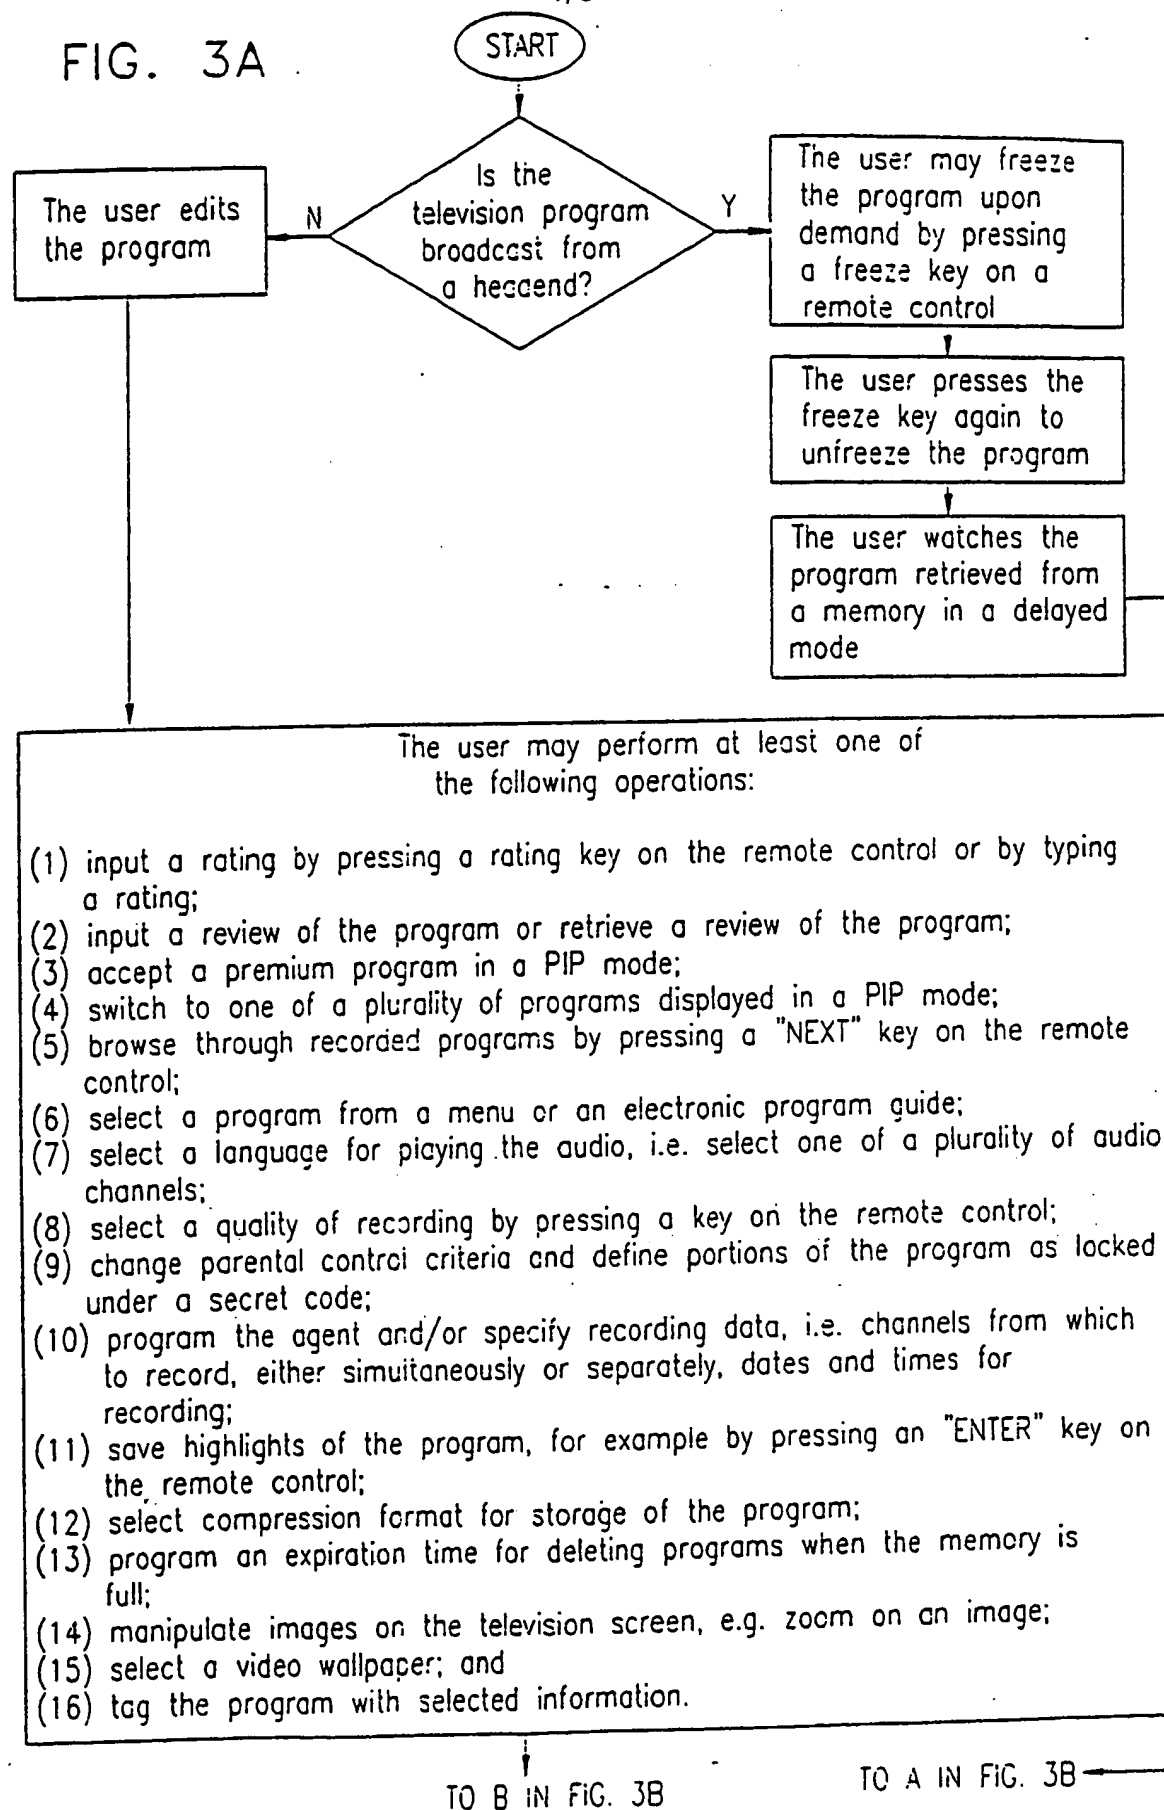 FIG. 3A
START
Is the
television program
broadcast from
a headend?
N
Y
The user edits
the program
The user may freeze
the program upon
demand by pressing
a freeze key on a
remote control
The user presses the
freeze key again to
unfreeze the program
The user watches the
program retrieved from
a memory in a delayed
mode
The user may perform at least one of
the following operations:
(1) input a rating by pressing a rating key on the remote control or by typing
a rating;
(2) input a review of the program or retrieve a review of the program;
(3) accept a premium program in a PIP mode;
(4) switch to one of a plurality of programs displayed in a PIP mode;
(5) browse through recorded programs by pressing a "NEXT" key on the remote
control;
(6) select a program from a menu or an electronic program guide;
(7) select a language for playing the audio, i.e. select one of a plurality of audio
channels;
(8) select a quality of recording by pressing a key on the remote control;
(9) change parental control criteria and define portions of the program as locked
under a secret code;
(10) program the agent and/or specify recording data, i.e. channels from which
to record, either simultaneously or separately, dates and times for
recording;
(11) save highlights of the program, for example by pressing an "ENTER" key on
the remote control;
(12) select compression format for storage of the program;
(13) program an expiration time for deleting programs when the memory is
full;
(14) manipulate images on the television screen, e.g. zoom on an image;
(15) select a video wallpaper; and
(16) tag the program with selected information.
TO B IN FIG. 3B
TO A IN FIG. 3B